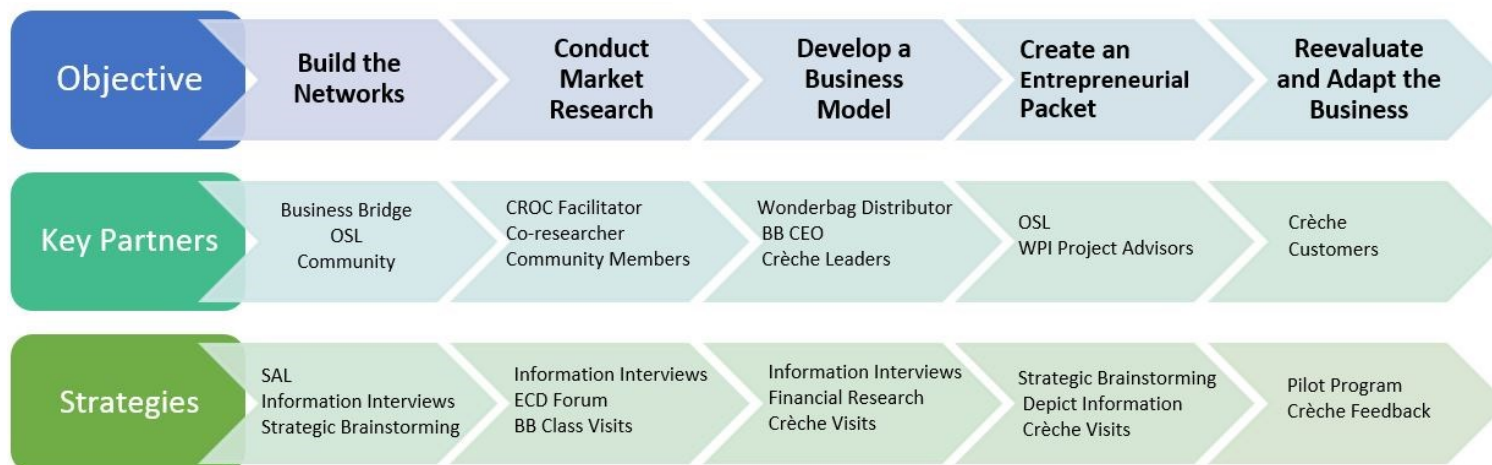 Objective
Build the
Networks
Conduct
Market
Research
Develop a
Business
Model
Create an
Entrepreneurial
Packet
Reevaluate
and Adapt the
Business
Key Partners
Business Bridge
OSL
Community
CROC Facilitator
Co-researcher
Community Members
Wonderbag Distributor
BB CEO
Crèche Leaders
OSL
WPI Project Advisors
Crèche
Customers
Strategies
SAL
Information Interviews
Strategic Brainstorming
Information Interviews
ECD Forum
BB Class Visits
Information Interviews
Financial Research
Crèche Visits
Strategic Brainstorming
Depict Information
Crèche Visits
Pilot Program
Crèche Feedback